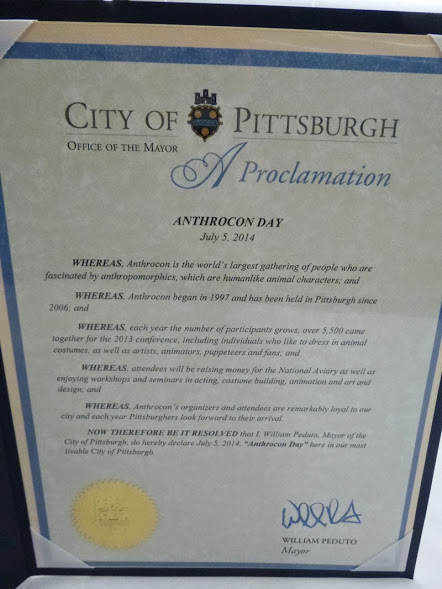 CITY OF PITTSBURGH
OFFICE OF THE MAYOR
A Proclamation
ANTHROCON DAY
July 5, 2014
WHEREAS, Anthrocon is the world's largest gathering of people who are
fascinated by anthropomorphics, which are humanlike animal characters; and
WHEREAS, Anthrocon began in 1997 and has been held in Pittsburgh since
2006; and
WHEREAS, each year the number of participants grows, over 5,500 came
together for the 2013 conference, including individuals who like to dress in animal
costumes, as well as artists, animators, puppeteers and fans; and
WHEREAS, attendees will be raising money for the National Aviary as well as
enjoying workshops and seminars in acting, costume building, animation and art and
design; and
WHEREAS, Anthrocon's organizers and attendees are remarkably loyal to our
city and each year Pittsburghers look forward to their arrival.
NOW THEREFORE BE IT RESOLVED that I, William Peduto, Mayor of the
City of Pittsburgh, do hereby declare July 5, 2014, "Anthrocon Day" here in our most
livable City of Pittsburgh.
WILLIAM PEDUTO
Mayor